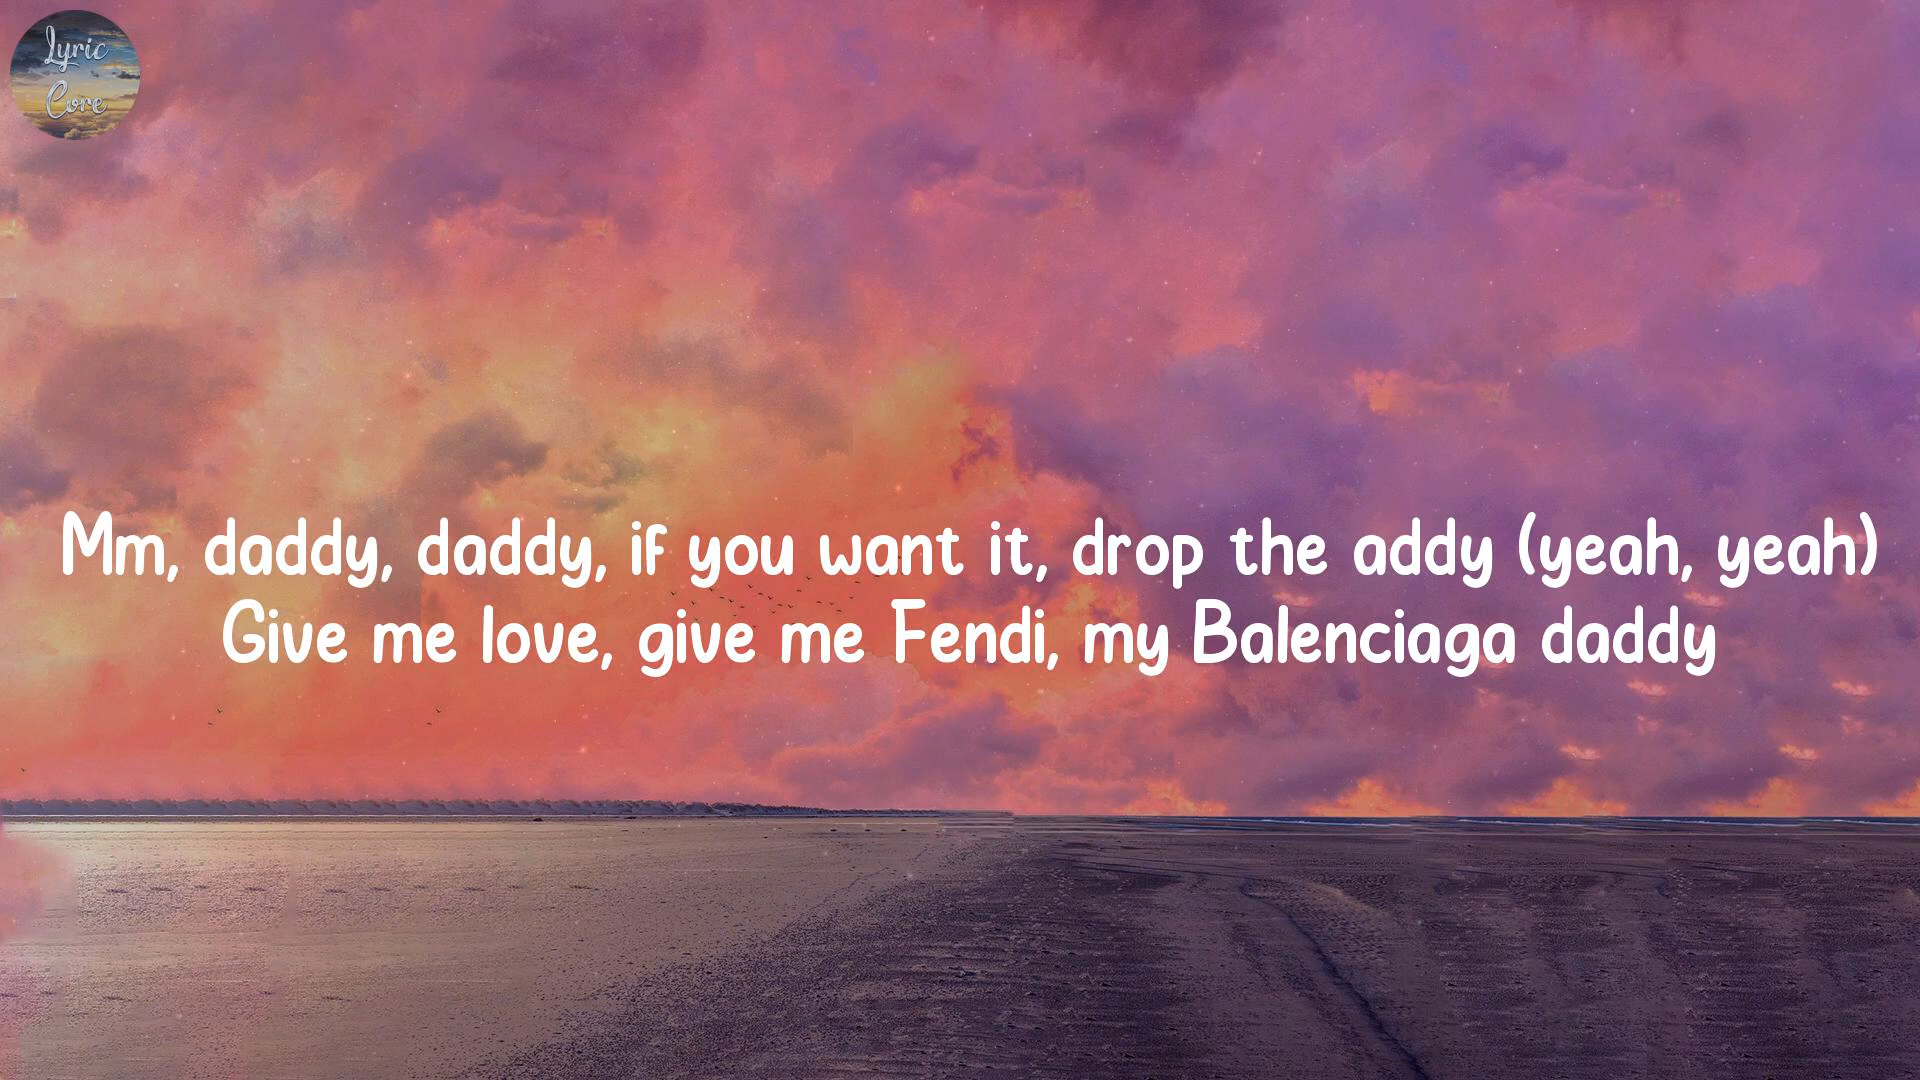 Lyric
Core
Mm, daddy, daddy, if you want it, drop the addy (yeah, yeah)
Give me love, give me Fendi, my Balenciaga daddy